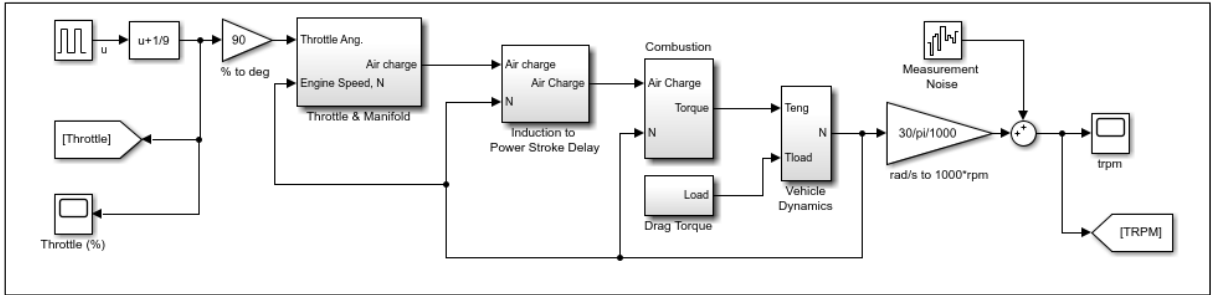 u
u+1/9
90
% to deg
Throttle Ang.
Engine Speed, N
Air charge
Throttle & Manifold
Air charge
N
Air Charge
Induction to
Power Stroke Delay
Combustion
Air Charge
N
Torque
Load
Drag Torque
Teng
Tload
N
Vehicle
Dynamics
30/pi/1000
rad/s to 1000*rpm
Measurement
Noise
++
trpm
[TRPM]
[Throttle]
Throttle (%)